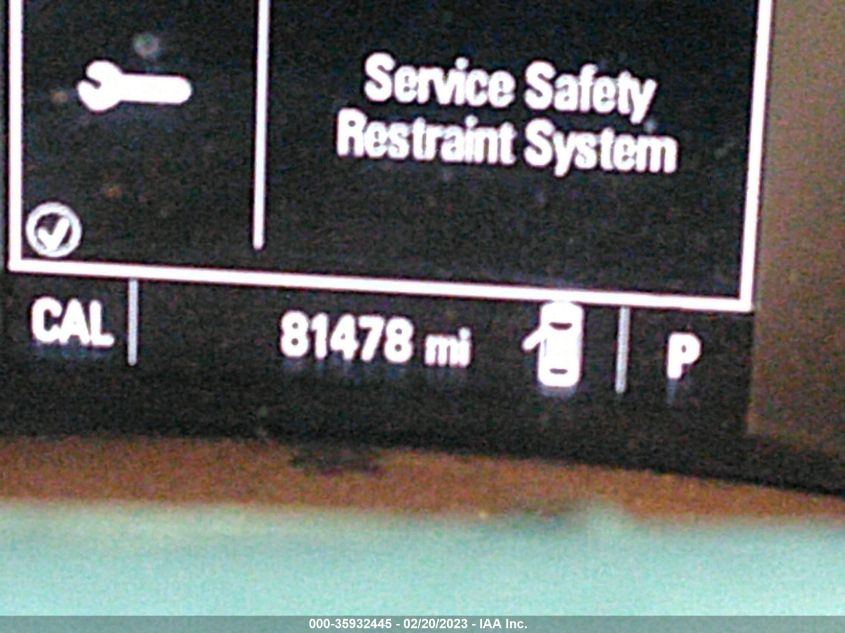 Service Safety
Restraint System
CAL 81478 mi P
000-35932445 - 02/20/2023 - IAA Inc.